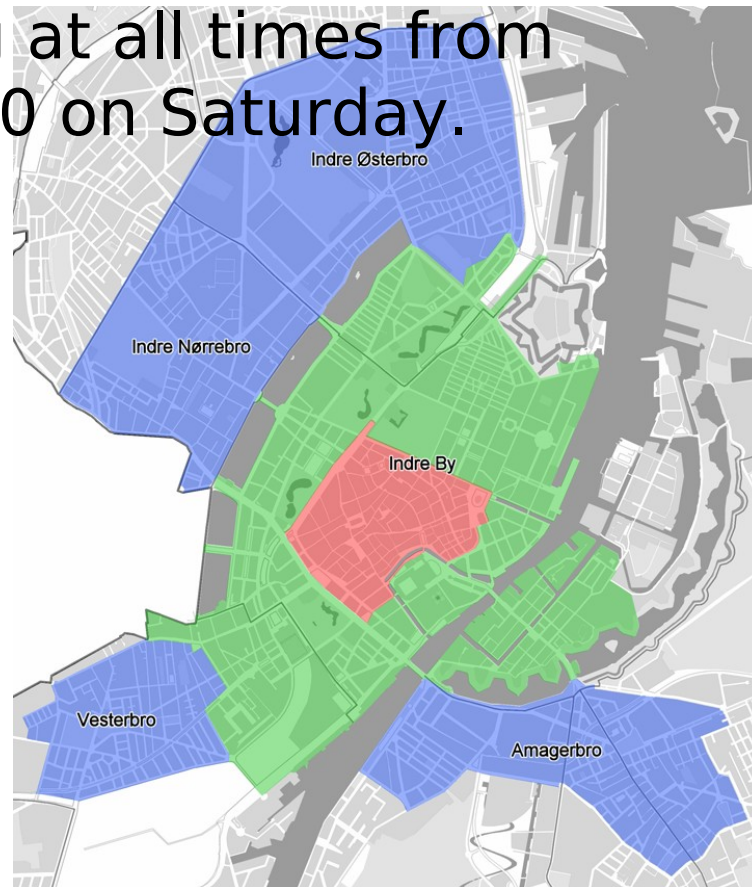 at all times from
0 on Saturday.
Indre Østerbro
Indre Nørrebro
Indre By
Vesterbro
Amagerbro